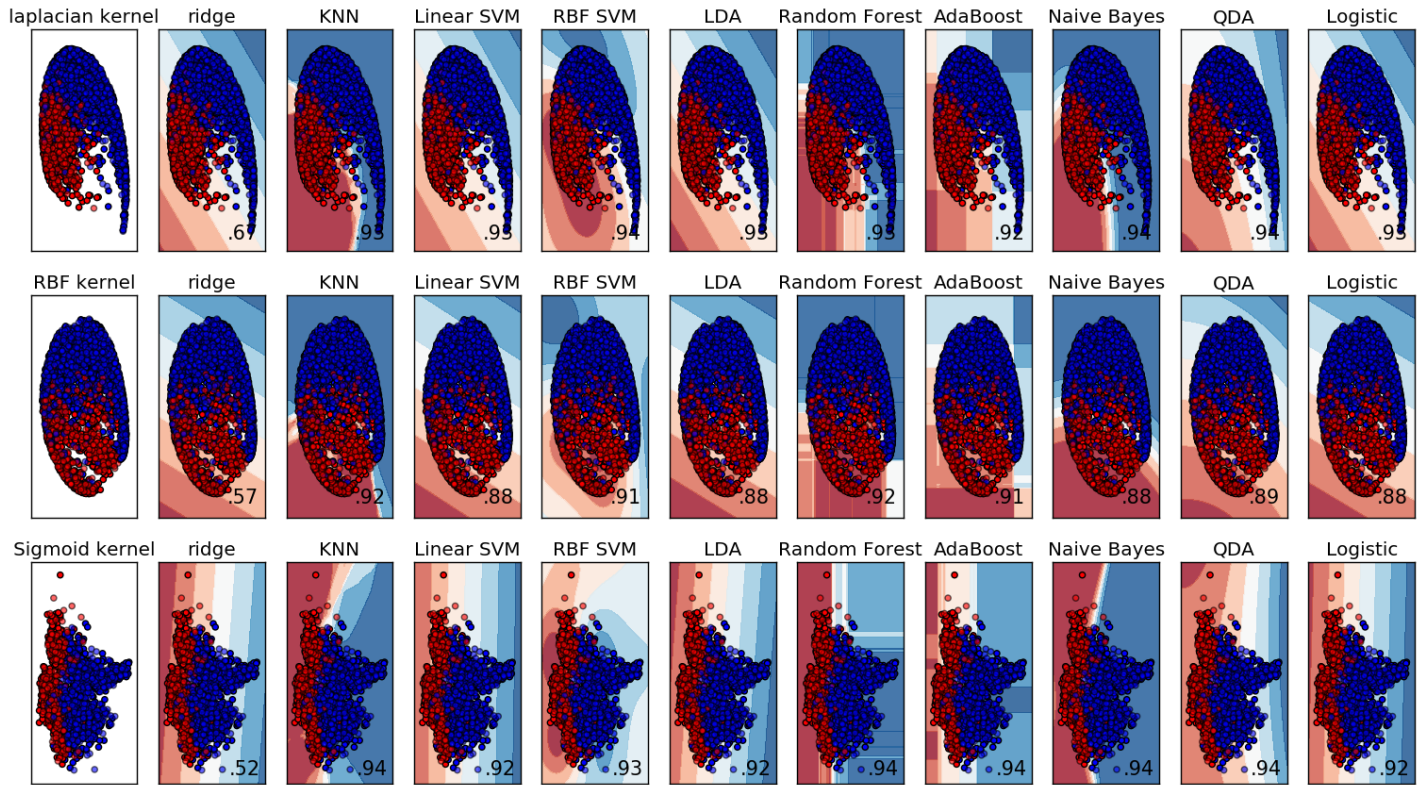 laplacian kernel ridge KNN Linear SVM RBF SVM LDA Random Forest AdaBoost Naive Bayes QDA Logistic
.67 .93 .93 .94 .93 .93 .92 .94 .94 .93
RBF kernel ridge KNN Linear SVM RBF SVM LDA Random Forest AdaBoost Naive Bayes QDA Logistic
.57 .92 .88 .91 .88 .92 .91 .88 .89 .88
Sigmoid kernel ridge KNN Linear SVM RBF SVM LDA Random Forest AdaBoost Naive Bayes QDA Logistic
.52 .94 .92 .93 .92 .94 .94 .94 .94 .92